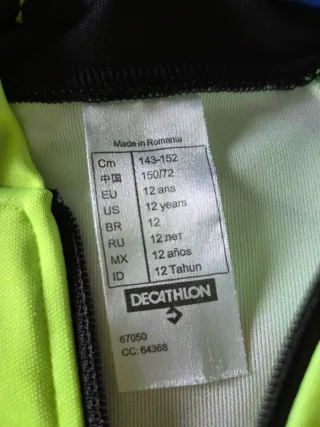 Made in Romania
Cm 143-152
中国 150/72
EU 12 ans
US 12 years
BR 12
RU 12 лет
MX 12 años
ID 12 Tahun
DECATHLON
67050
CC: 64368